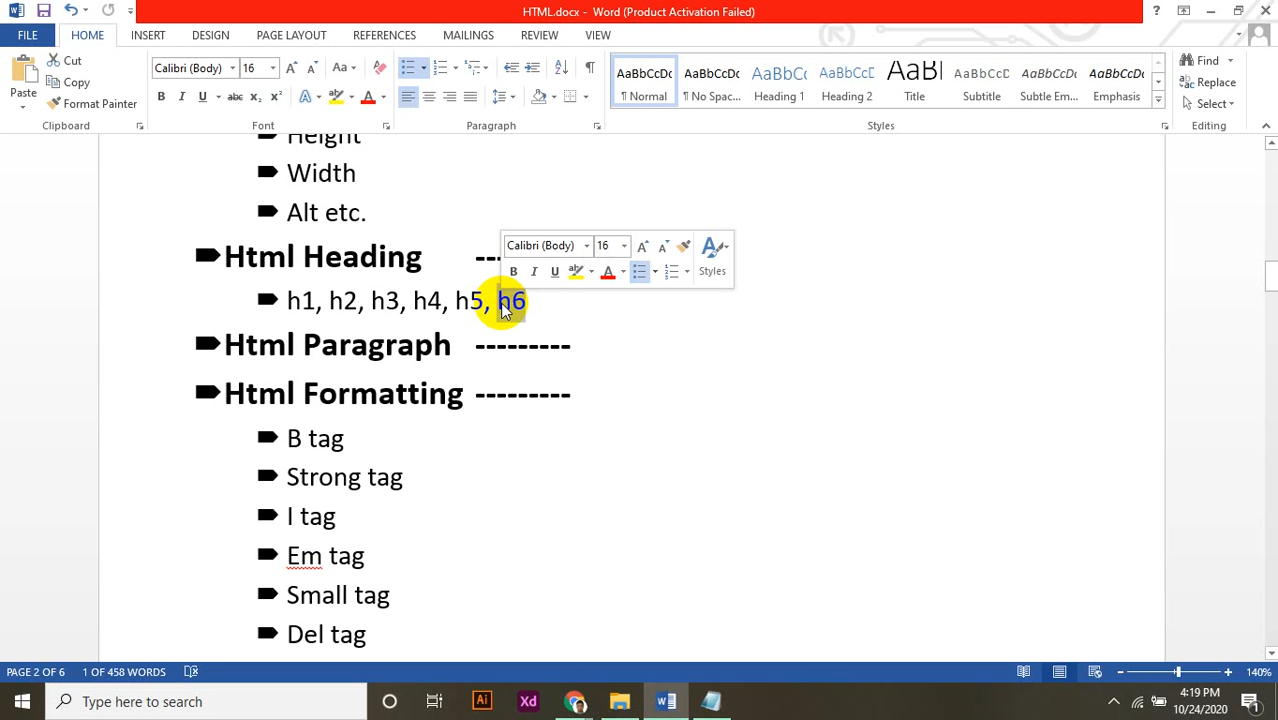 HTML.docx - Word (Product Activation Failed)
FILE HOME INSERT DESIGN PAGE LAYOUT REFERENCES MAILINGS REVIEW VIEW
Cut
Copy
Format Painter
Paste
Clipboard
Calibri (Body) 16
Font
Paragraph
AaBbCcDc AaBbCcDc AaBbCc AaBbCcD AaBl AaBbCcD AaBbCcDc AaBbCcDc
¶ Normal ¶ No Spac... Heading 1 Heading 2 Title Subtitle Subtle Em... Emphasis
Styles
Find
Replace
Select
Editing
Height
Width
Alt etc.
Calibri (Body) 16
Styles
Html Heading ---
h1, h2, h3, h4, h5, h6
Html Paragraph ---------
Html Formatting ---------
B tag
Strong tag
I tag
Em tag
Small tag
Del tag
PAGE 2 OF 6 1 OF 458 WORDS 140%
Type here to search
Ai
Xd
4:19 PM
10/24/2020